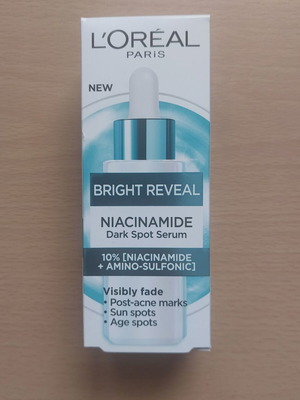 L'ORÉAL
PARIS
NEW
BRIGHT REVEAL
NIACINAMIDE
Dark Spot Serum
10% [NIACINAMIDE
+ AMINO-SULFONIC]
Visibly fade
• Post-acne marks
• Sun spots
• Age spots